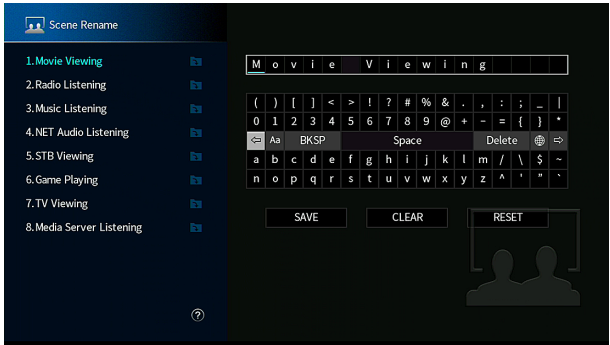 Scene Rename
1.Movie Viewing
2.Radio Listening
3.Music Listening
4.NET Audio Listening
5.STB Viewing
6.Game Playing
7.TV Viewing
8.Media Server Listening
Movie Viewing
( ) [ ] < > ! ? # % & . , : ; _ |
0 1 2 3 4 5 6 7 8 9 @ + - = { } *
Aa BKSP Space Delete
a b c d e f g h i j k l m / \ $ ~
n o p q r s t u v w x y z ^ ' " `
SAVE CLEAR RESET
?